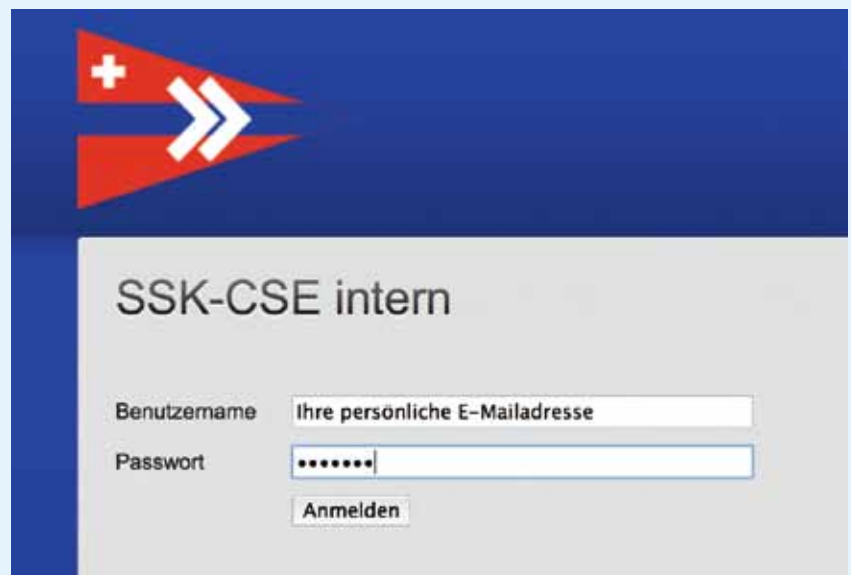 SSK-CSE intern
Benutzername
Ihre persönliche E-Mailadresse
Passwort
•••••••
Anmelden